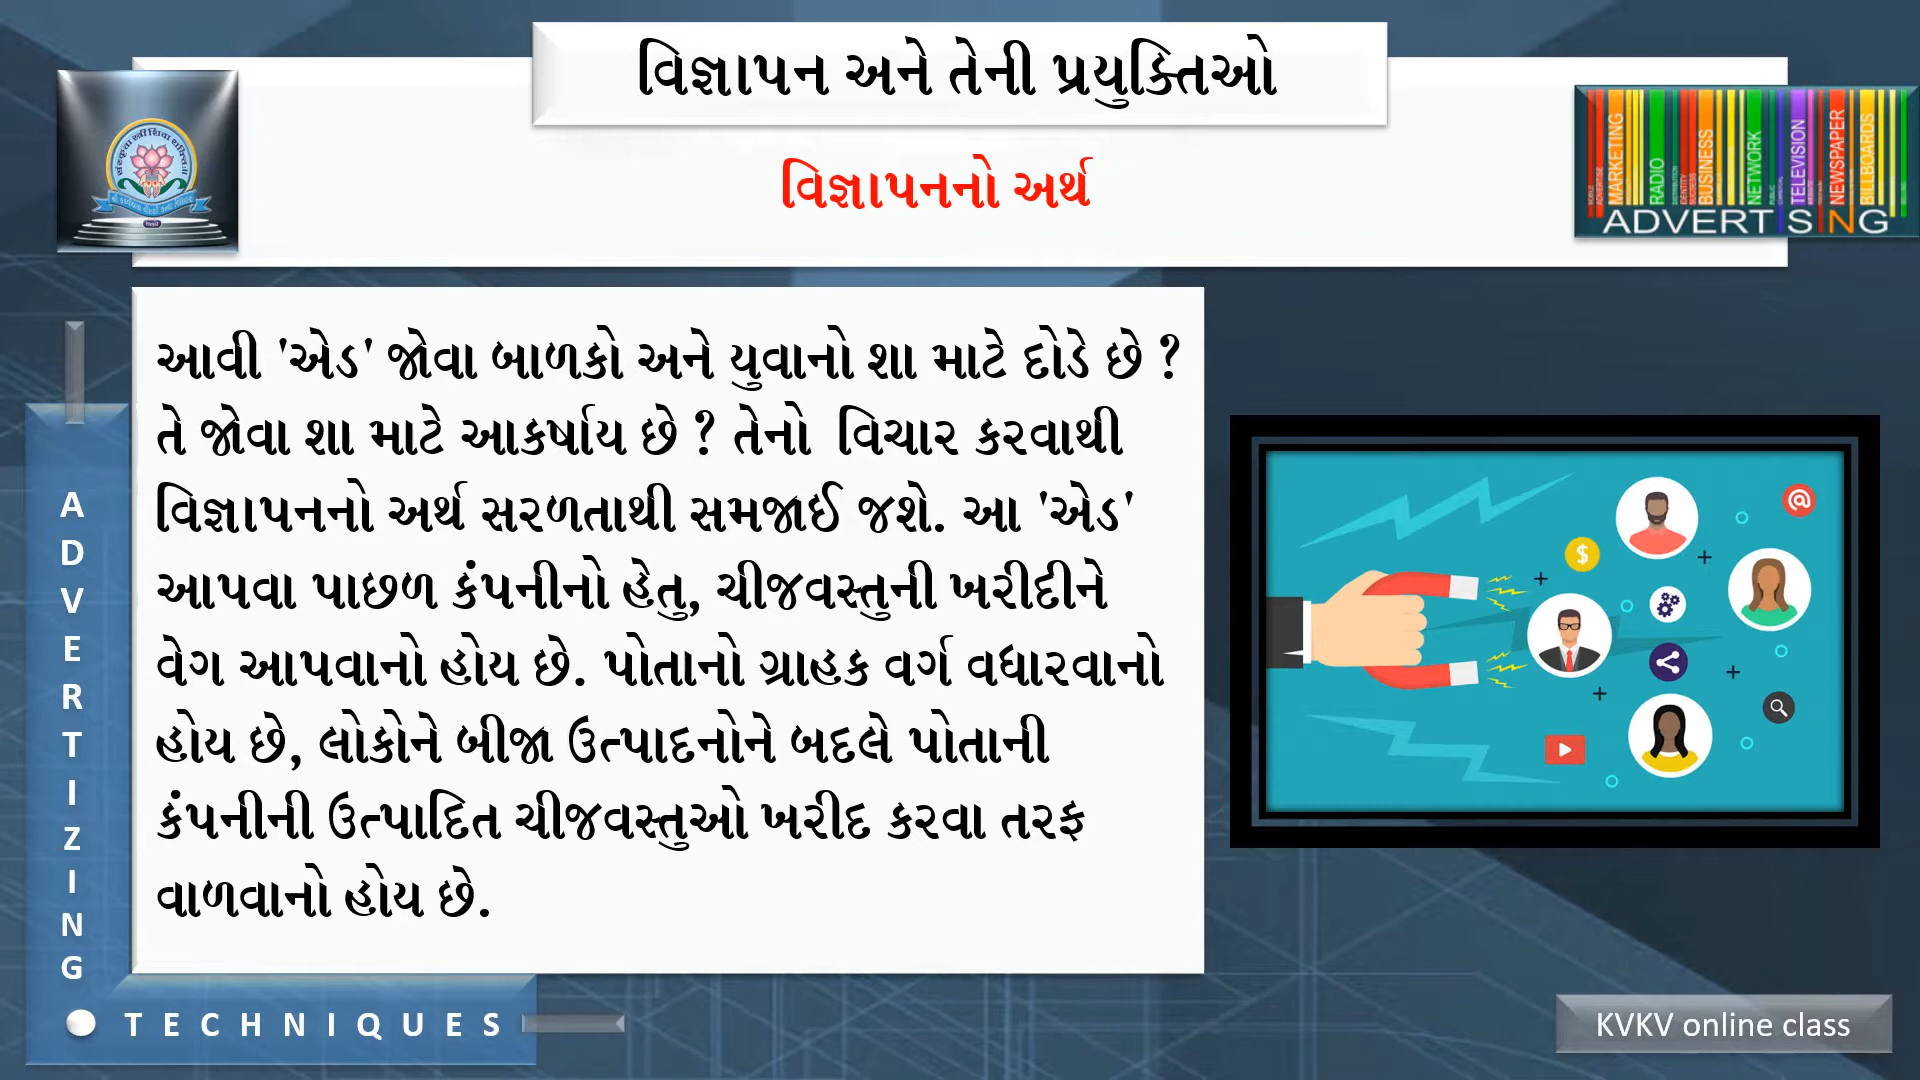 વિજ્ઞાપન અને તેની પ્રયુક્તિઓ
વિજ્ઞાપનનો અર્થ
MARKETING
RADIO
BUSINESS
NETWORK
TELEVISION
NEWSPAPER
BILLBOARDS
ADVERTISING
આવી 'એડ' જોવા બાળકો અને યુવાનો શા માટે દોડે છે ?
તે જોવા શા માટે આકર્ષાય છે ? તેનો વિચાર કરવાથી
વિજ્ઞાપનનો અર્થ સરળતાથી સમજાઈ જશે. આ 'એડ'
આપવા પાછળ કંપનીનો હેતુ, ચીજવસ્તુની ખરીદીને
વેગ આપવાનો હોય છે. પોતાનો ગ્રાહક વર્ગ વધારવાનો
હોય છે, લોકોને બીજા ઉત્પાદનોને બદલે પોતાની
કંપનીની ઉત્પાદિત ચીજવસ્તુઓ ખરીદ કરવા તરફ
વાળવાનો હોય છે.
ADVERTIZING
TECHNIQUES
KVKV online class